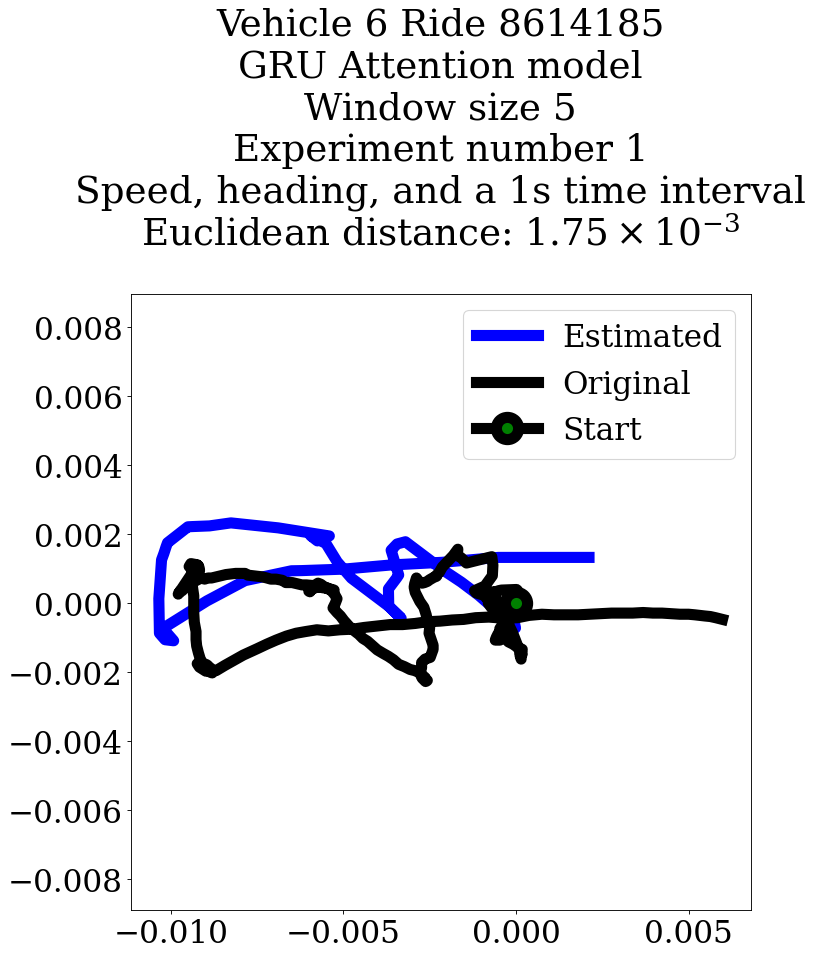 Vehicle 6 Ride 8614185
GRU Attention model
Window size 5
Experiment number 1
Speed, heading, and a 1s time interval
Euclidean distance: 1.75 × 10⁻³
Estimated
Original
Start
0.008
0.006
0.004
0.002
0.000
−0.002
−0.004
−0.006
−0.008
−0.010 −0.005 0.000 0.005